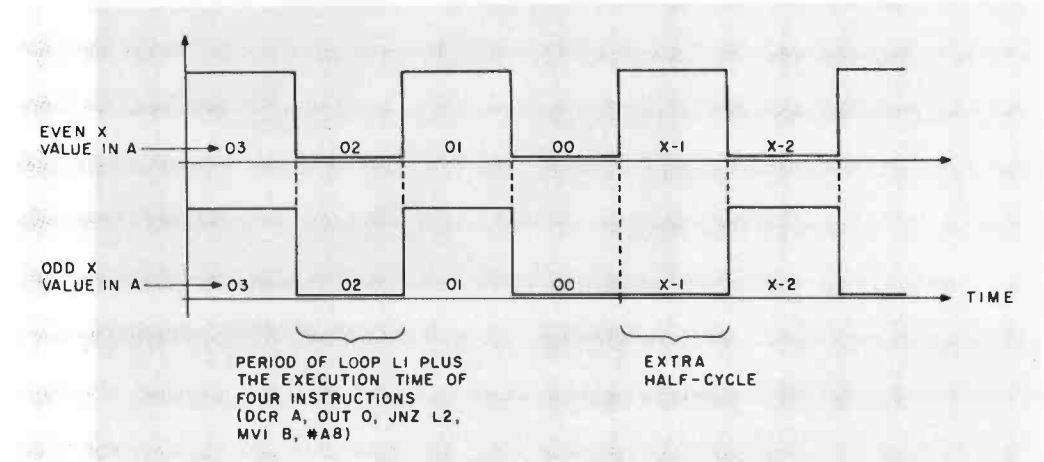 EVEN X
VALUE IN A 03 02 01 00 X-1 X-2
ODD X
VALUE IN A 03 02 01 00 X-1 X-2
TIME
PERIOD OF LOOP L1 PLUS
THE EXECUTION TIME OF
FOUR INSTRUCTIONS
(DCR A, OUT 0, JNZ L2,
MVI B, #A8)
EXTRA
HALF-CYCLE